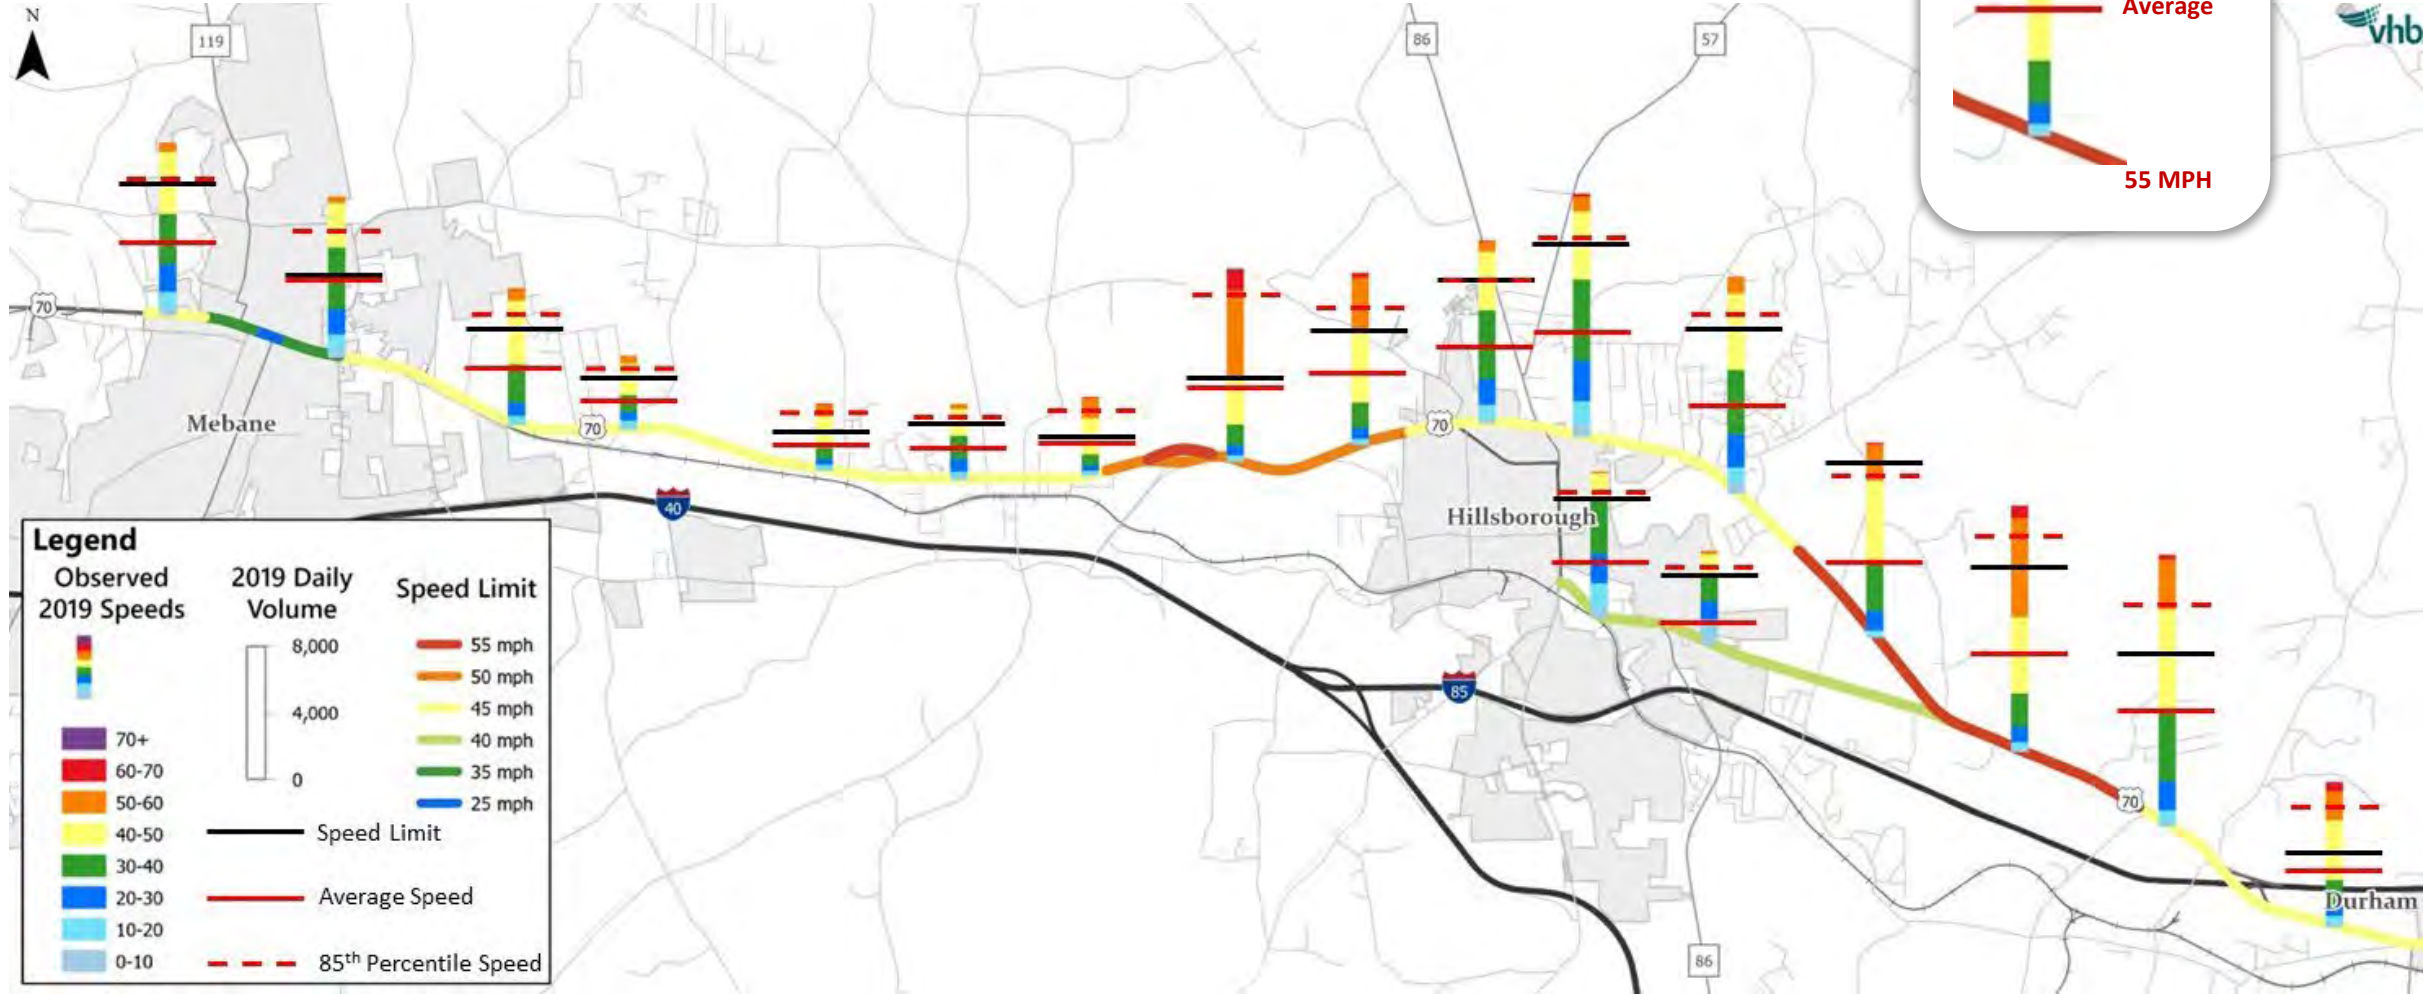 N
119
86
57
Average
vhb
55 MPH
70
Mebane
70
70
Hillsborough
40
85
70
Durham
86
Legend
Observed
2019 Speeds
70+
60-70
50-60
40-50
30-40
20-30
10-20
0-10
2019 Daily
Volume
8,000
4,000
0
Speed Limit
55 mph
50 mph
45 mph
40 mph
35 mph
25 mph
Speed Limit
Average Speed
85th Percentile Speed